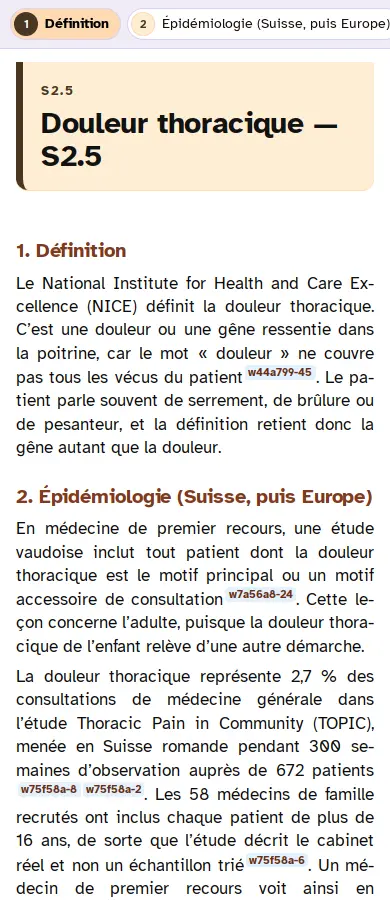 1 Définition 2 Épidémiologie (Suisse, puis Europe)
S2.5
Douleur thoracique —
S2.5
1. Définition
Le National Institute for Health and Care Ex-
cellence (NICE) définit la douleur thoracique.
C’est une douleur ou une gêne ressentie dans
la poitrine, car le mot « douleur » ne couvre
pas tous les vécus du patient w44a799-45 . Le pa-
tient parle souvent de serrement, de brûlure ou
de pesanteur, et la définition retient donc la
gêne autant que la douleur.
2. Épidémiologie (Suisse, puis Europe)
En médecine de premier recours, une étude
vaudoise inclut tout patient dont la douleur
thoracique est le motif principal ou un motif
accessoire de consultation w7a56a8-24 . Cette le-
çon concerne l’adulte, puisque la douleur thora-
cique de l’enfant relève d’une autre démarche.
La douleur thoracique représente 2,7 % des
consultations de médecine générale dans
l’étude Thoracic Pain in Community (TOPIC),
menée en Suisse romande pendant 300 se-
maines d’observation auprès de 672 patients
w75f58a-8 w75f58a-2 . Les 58 médecins de famille
recrutés ont inclus chaque patient de plus de
16 ans, de sorte que l’étude décrit le cabinet
réel et non un échantillon trié w75f58a-6 . Un mé-
decin de premier recours voit ainsi en